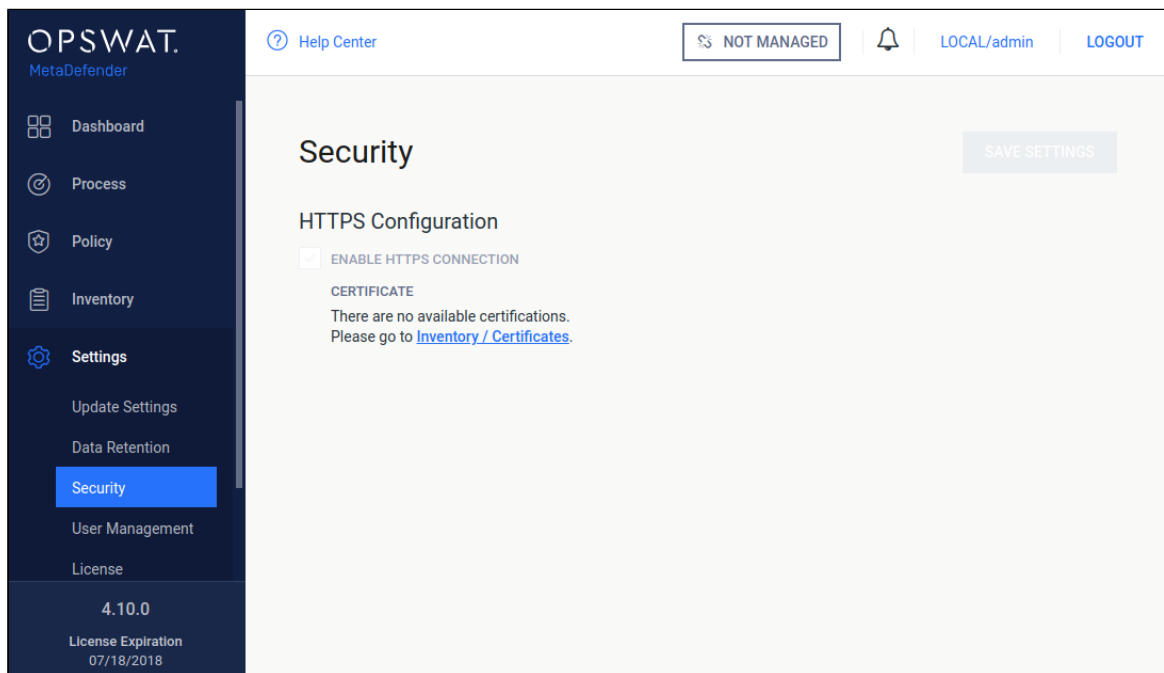 OPSWAT.
MetaDefender
Dashboard
Process
Policy
Inventory
Settings
Update Settings
Data Retention
Security
User Management
License
4.10.0
License Expiration
07/18/2018
Help Center
NOT MANAGED
LOCAL/admin
LOGOUT
Security
SAVE SETTINGS
HTTPS Configuration
ENABLE HTTPS CONNECTION
CERTIFICATE
There are no available certifications.
Please go to Inventory / Certificates.